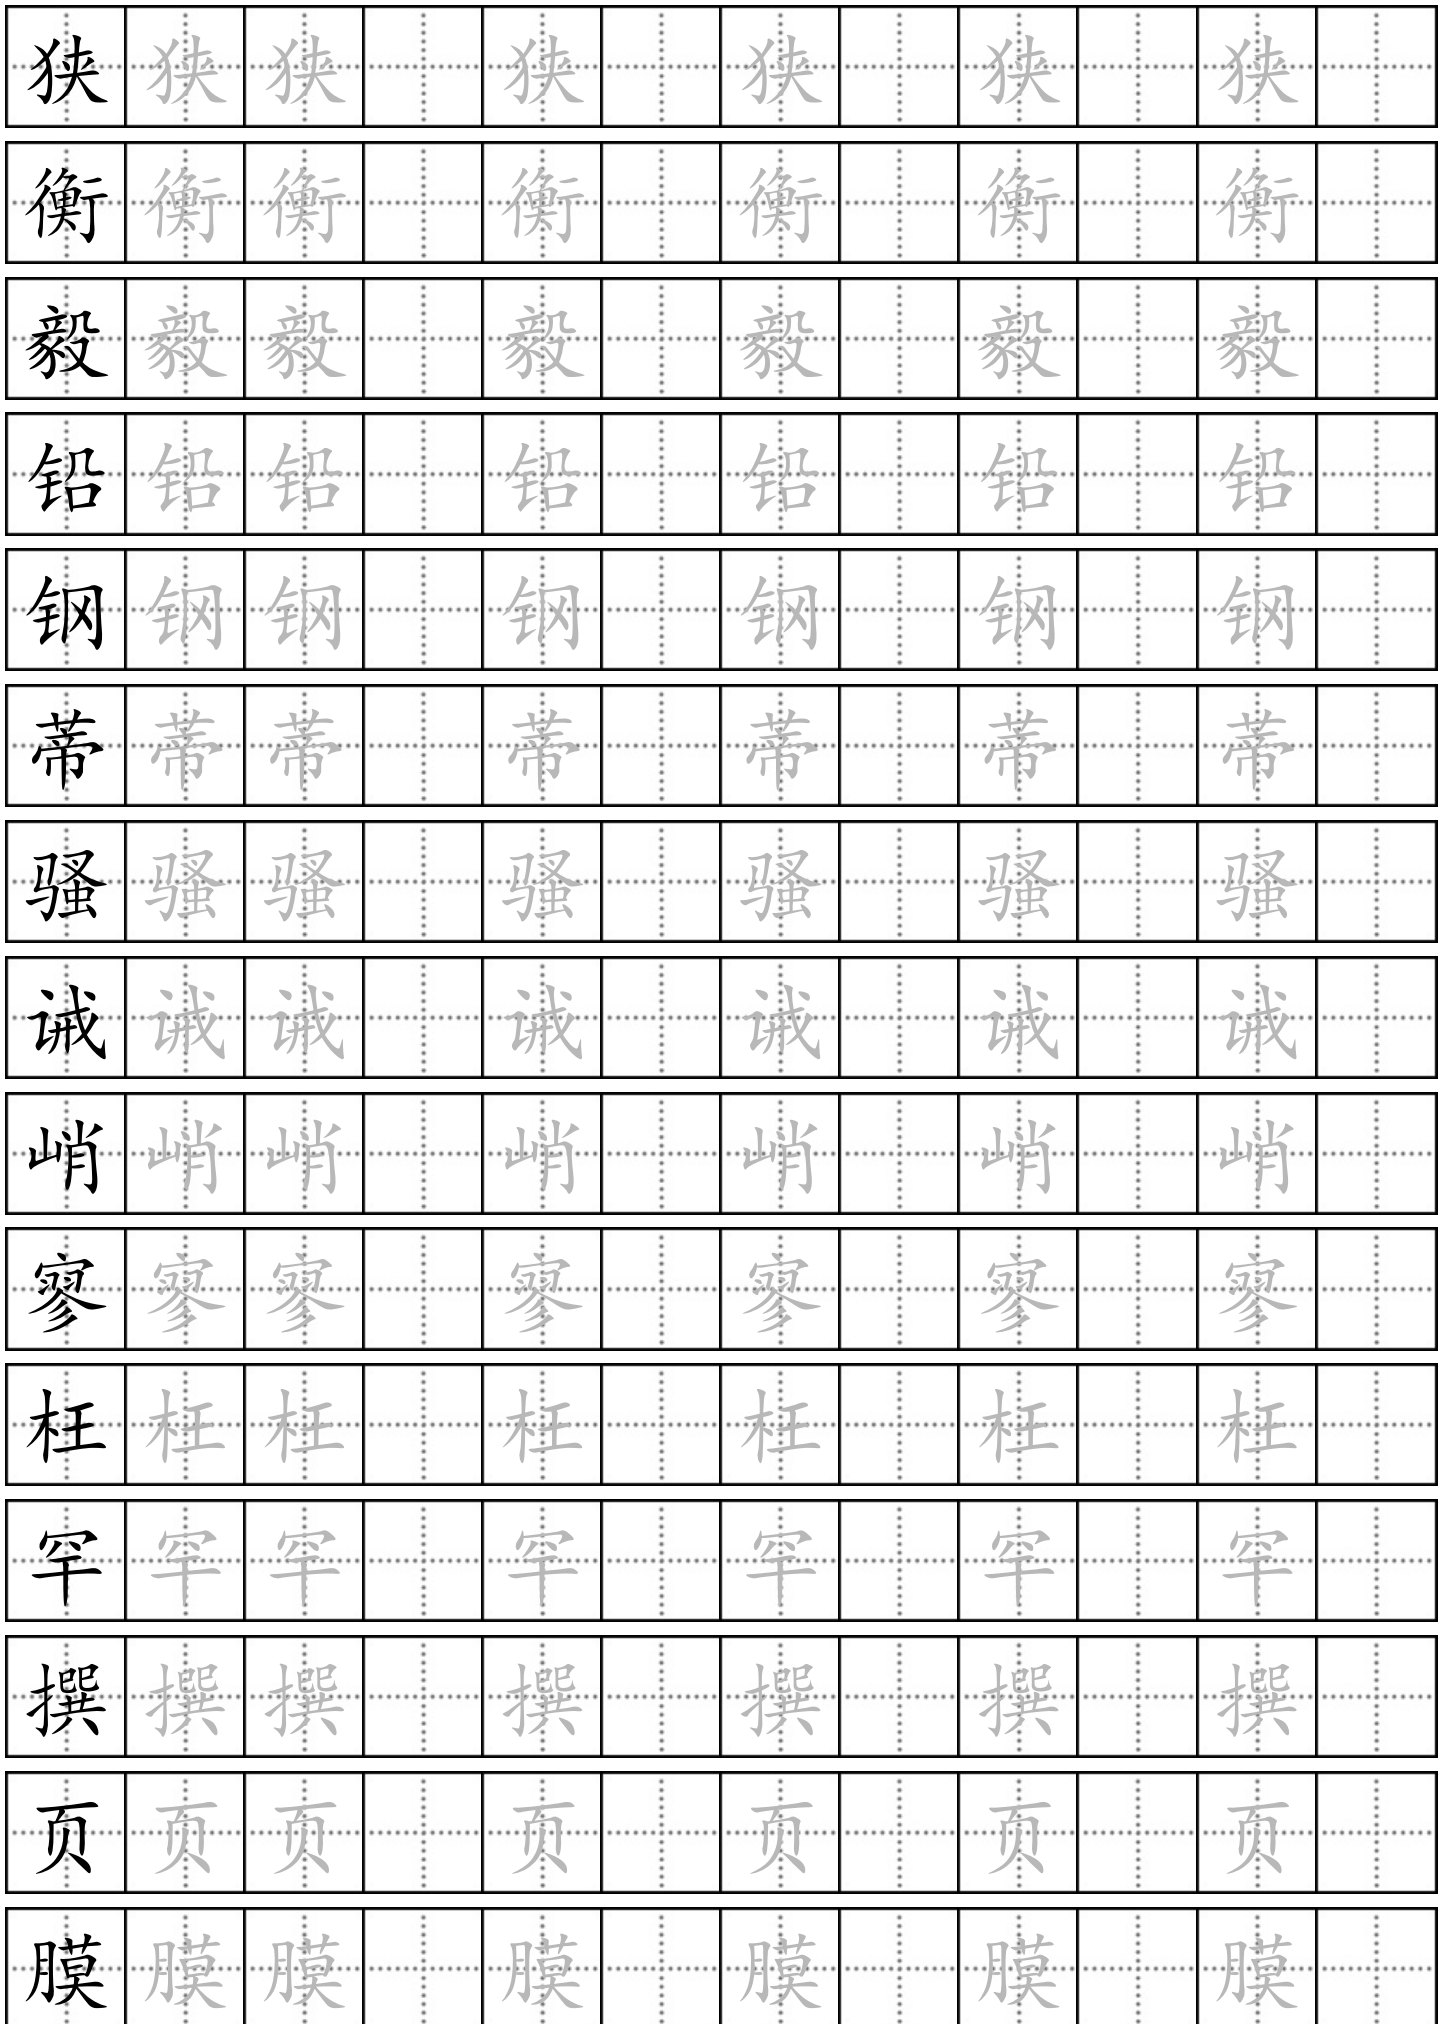 狭 狭 狭 狭 狭 狭 狭
衡 衡 衡 衡 衡 衡 衡
毅 毅 毅 毅 毅 毅 毅
铅 铅 铅 铅 铅 铅 铅
钢 钢 钢 钢 钢 钢 钢
蒂 蒂 蒂 蒂 蒂 蒂 蒂
骚 骚 骚 骚 骚 骚 骚
诫 诫 诫 诫 诫 诫 诫
峭 峭 峭 峭 峭 峭 峭
寥 寥 寥 寥 寥 寥 寥
枉 枉 枉 枉 枉 枉 枉
罕 罕 罕 罕 罕 罕 罕
撰 撰 撰 撰 撰 撰 撰
页 页 页 页 页 页 页
膜 膜 膜 膜 膜 膜 膜